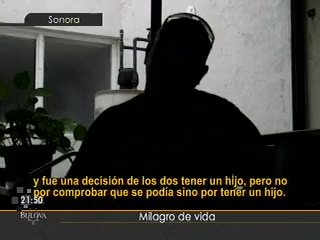 Sonora
y fue una decisión de los dos tener un hijo, pero no
por comprobar que se podía sino por tener un hijo.
21:50
BULOVA
Milagro de vida